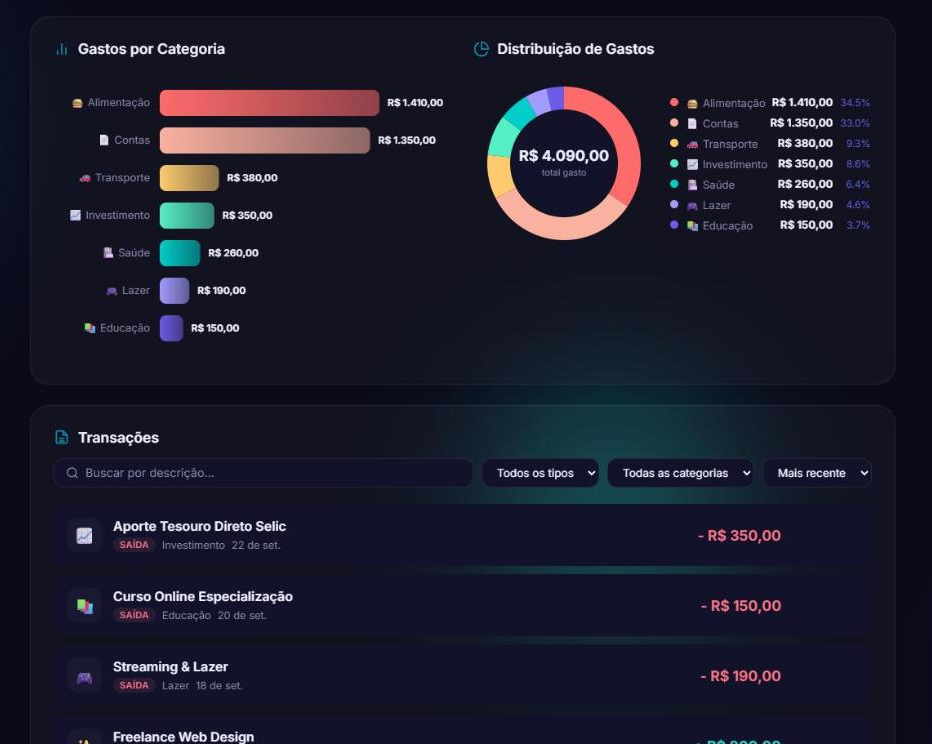 Gastos por Categoria
Alimentação R$ 1.410,00
Contas R$ 1.350,00
Transporte R$ 380,00
Investimento R$ 350,00
Saúde R$ 260,00
Lazer R$ 190,00
Educação R$ 150,00
Distribuição de Gastos
R$ 4.090,00
total gasto
Alimentação R$ 1.410,00 34.5%
Contas R$ 1.350,00 33.0%
Transporte R$ 380,00 9.3%
Investimento R$ 350,00 8.6%
Saúde R$ 260,00 6.4%
Lazer R$ 190,00 4.6%
Educação R$ 150,00 3.7%
Transações
Buscar por descrição... Todos os tipos Todas as categorias Mais recente
Aporte Tesouro Direto Selic
SAÍDA Investimento 22 de set.
- R$ 350,00
Curso Online Especialização
SAÍDA Educação 20 de set.
- R$ 150,00
Streaming & Lazer
SAÍDA Lazer 18 de set.
- R$ 190,00
Freelance Web Design